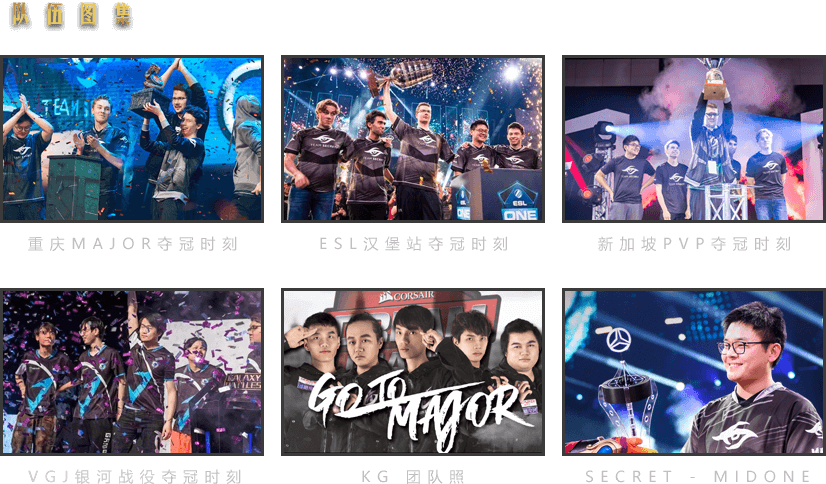 队伍图集
TEAM
ESL
ONE
重庆MAJOR夺冠时刻
ESL汉堡站夺冠时刻
新加坡PVP夺冠时刻
CORSAIR
GO TO
MAJOR
GALAXY
BATTLES
VGJ银河战役夺冠时刻
KG 团队照
SECRET - MIDONE